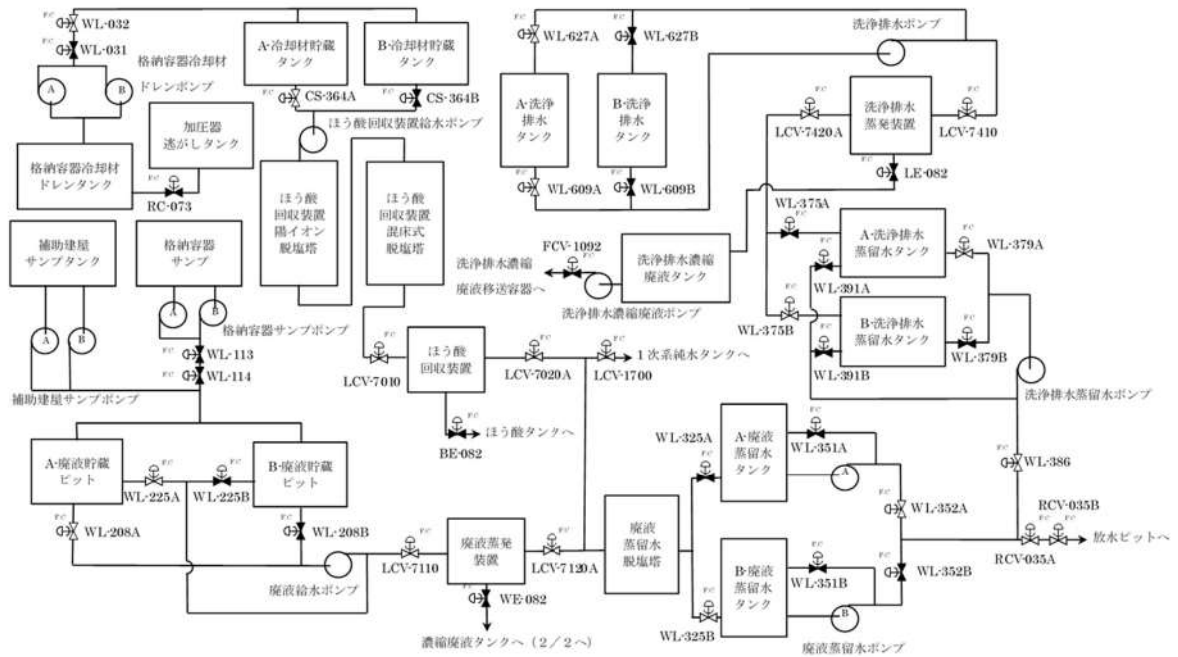 F.C
WL-032
F.C
WL-031
格納容器冷却材
ドレンポンプ
A
B
格納容器冷却材
ドレンタンク
加圧器
逃がしタンク
F.C
RC-073
A-冷却材貯蔵
タンク
B-冷却材貯蔵
タンク
F.C
CS-364A
F.C
CS-364B
ほう酸回収装置給水ポンプ
ほう酸
回収装置
陽イオン
脱塩塔
ほう酸
回収装置
混床式
脱塩塔
F.C
WL-627A
F.C
WL-627B
洗浄排水ポンプ
A-洗浄
排水
タンク
B-洗浄
排水
タンク
F.C
WL-609A
F.C
WL-609B
F.C
LCV-7420A
洗浄排水
蒸発装置
F.C
LCV-7410
F.C
LE-082
補助建屋
サンプタンク
格納容器
サンプ
A
B
A
B
格納容器サンプポンプ
F.C
WL-113
F.C
WL-114
補助建屋サンプポンプ
FCV-1092
F.C
洗浄排水濃縮
廃液移送容器へ
洗浄排水濃縮
廃液タンク
洗浄排水濃縮廃液ポンプ
WL-375A
F.C
A-洗浄排水
蒸留水タンク
F.C
WL-379A
F.C
WL-391A
F.C
WL-375B
B-洗浄排水
蒸留水タンク
F.C
WL-379B
F.C
WL-391B
洗浄排水蒸留水ポンプ
F.C
LCV-7010
ほう酸
回収装置
F.C
LCV-7020A
F.C
LCV-1700
1次系純水タンクへ
F.C
BE-082
ほう酸タンクへ
A-廃液貯蔵
ピット
F.C
WL-225A
F.C
WL-225B
B-廃液貯蔵
ピット
F.C
WL-208A
F.C
WL-208B
廃液給水ポンプ
F.C
LCV-7110
廃液蒸発
装置
F.C
LCV-7120A
F.C
WE-082
濃縮廃液タンクへ（2／2へ）
廃液
蒸留水
脱塩塔
WL-325A
F.C
A-廃液
蒸留水
タンク
F.C
WL-351A
A
F.C
WL-352A
F.C
WL-325B
B-廃液
蒸留水
タンク
F.C
WL-351B
B
F.C
WL-352B
廃液蒸留水ポンプ
F.C
WL-386
RCV-035B
F.C
F.C
RCV-035A
放水ピットへ